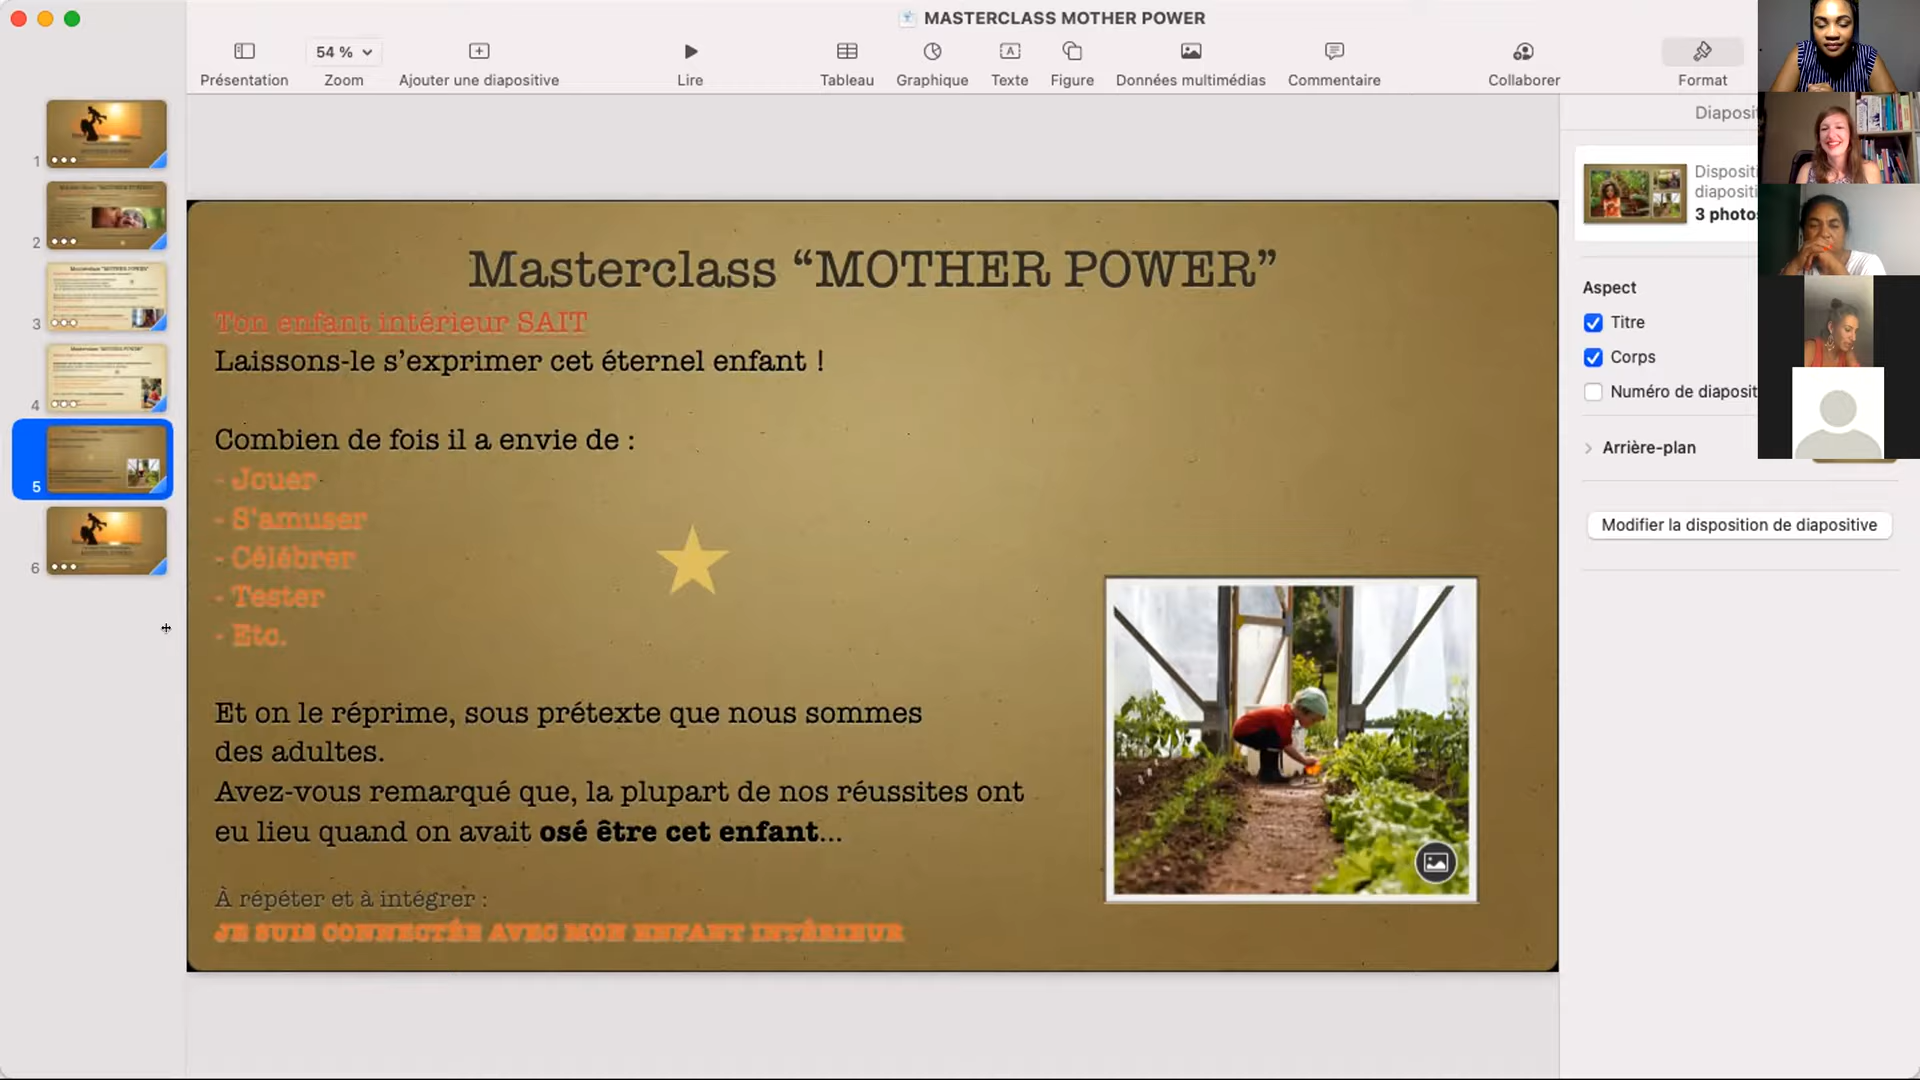 MASTERCLASS MOTHER POWER
54 %
Présentation
Zoom
Ajouter une diapositive
Lire
Tableau
Graphique
Texte
Figure
Données multimédias
Commentaire
Collaborer
Format
1
2
3
4
5
6
Masterclass “MOTHER POWER”
Ton enfant intérieur SAIT
Laissons-le s’exprimer cet éternel enfant !
Combien de fois il a envie de :
- Jouer
- S'amuser
- Célébrer
- Tester
- Etc.
Et on le réprime, sous prétexte que nous sommes
des adultes.
Avez-vous remarqué que, la plupart de nos réussites ont
eu lieu quand on avait osé être cet enfant...
À répéter et à intégrer :
JE SUIS CONNECTÉE AVEC MON ENFANT INTÉRIEUR
Diaposi
Dispositi
diapositi
3 photo
Aspect
Titre
Corps
Numéro de diaposit
Arrière-plan
Modifier la disposition de diapositive